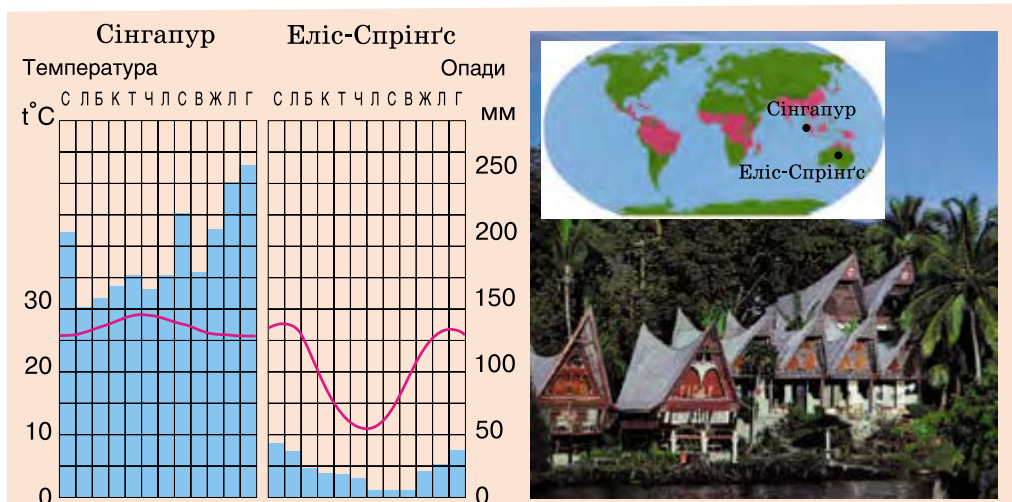 Сінгапур
Еліс-Спрінґс
Температура
Опади
С Л Б К Т Ч Л С В Ж Л Г
С Л Б К Т Ч Л С В Ж Л Г
t°C
мм
250
200
30
150
20
100
10
50
0
0
Сінгапур
Еліс-Спрінґс